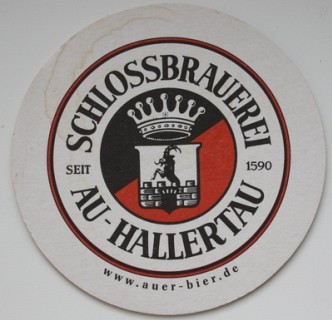 SCHLOSSBRAUEREI
SEIT 1590
AU-HALLERTAU
www.auer-bier.de